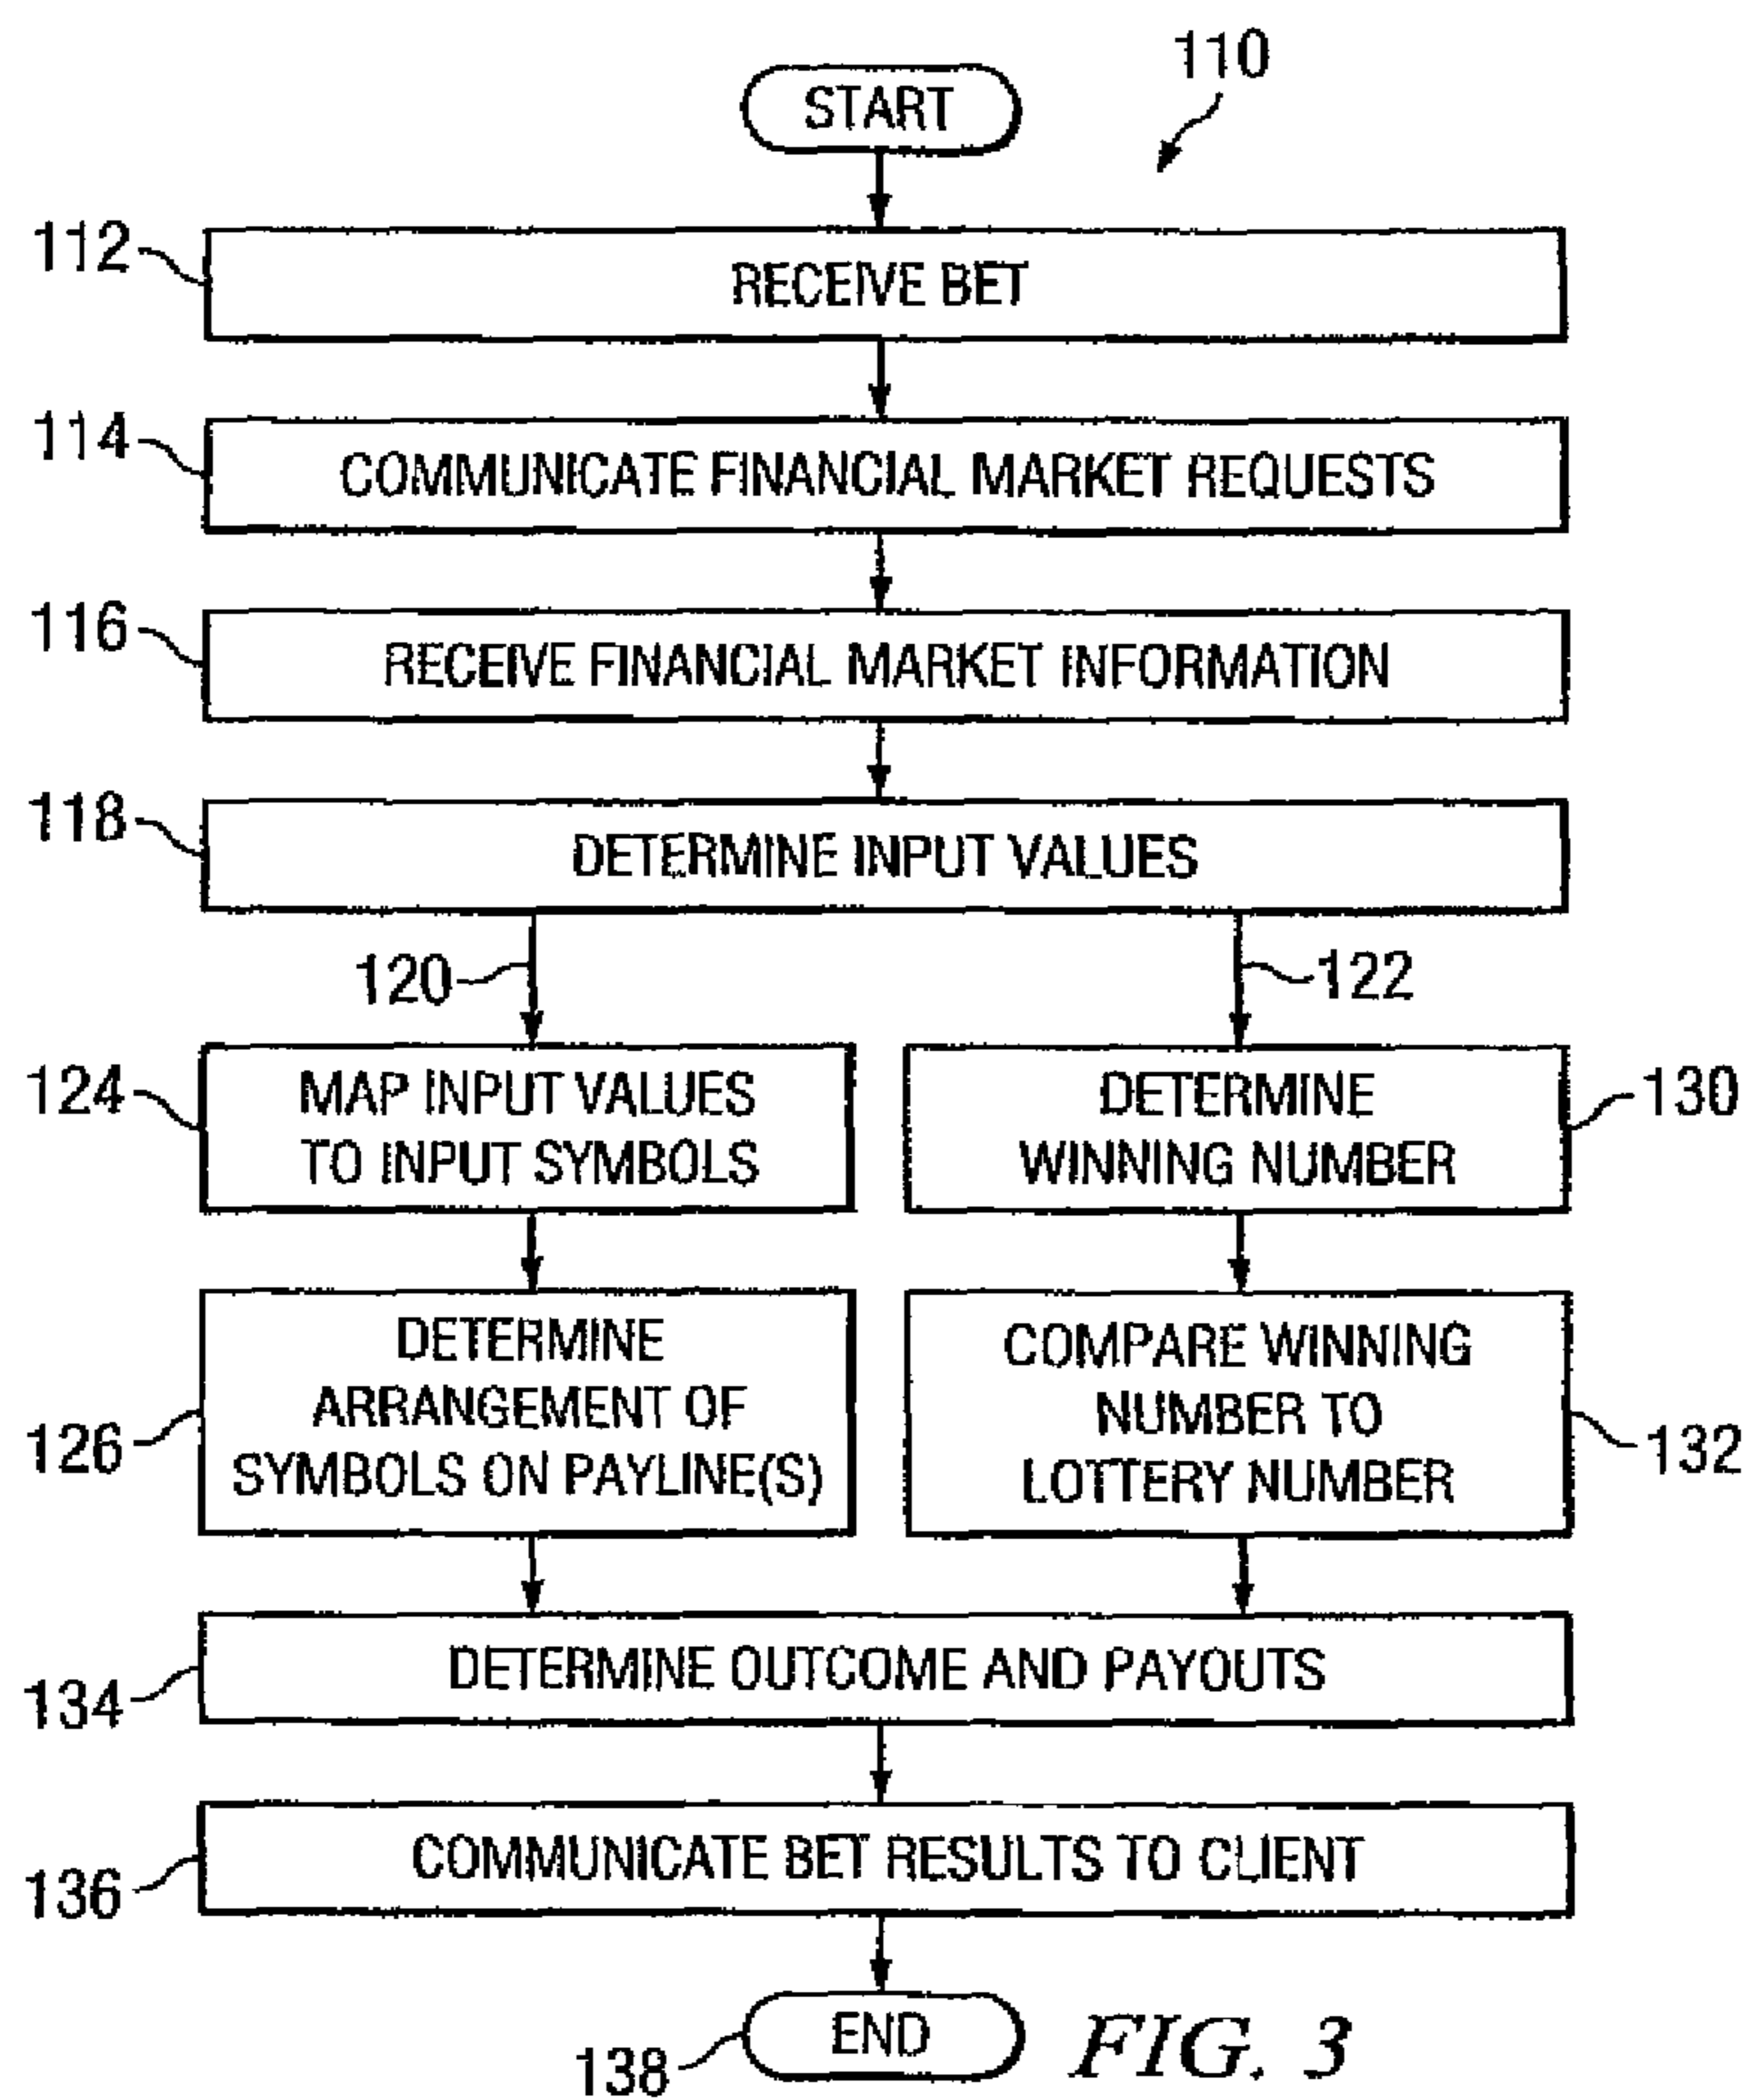 110
START
112
RECEIVE BET
114
COMMUNICATE FINANCIAL MARKET REQUESTS
116
RECEIVE FINANCIAL MARKET INFORMATION
118
DETERMINE INPUT VALUES
120
122
124
MAP INPUT VALUES
TO INPUT SYMBOLS
DETERMINE
WINNING NUMBER
130
126
DETERMINE
ARRANGEMENT OF
SYMBOLS ON PAYLINE(S)
COMPARE WINNING
NUMBER TO
LOTTERY NUMBER
132
134
DETERMINE OUTCOME AND PAYOUTS
136
COMMUNICATE BET RESULTS TO CLIENT
138
END
FIG. 3